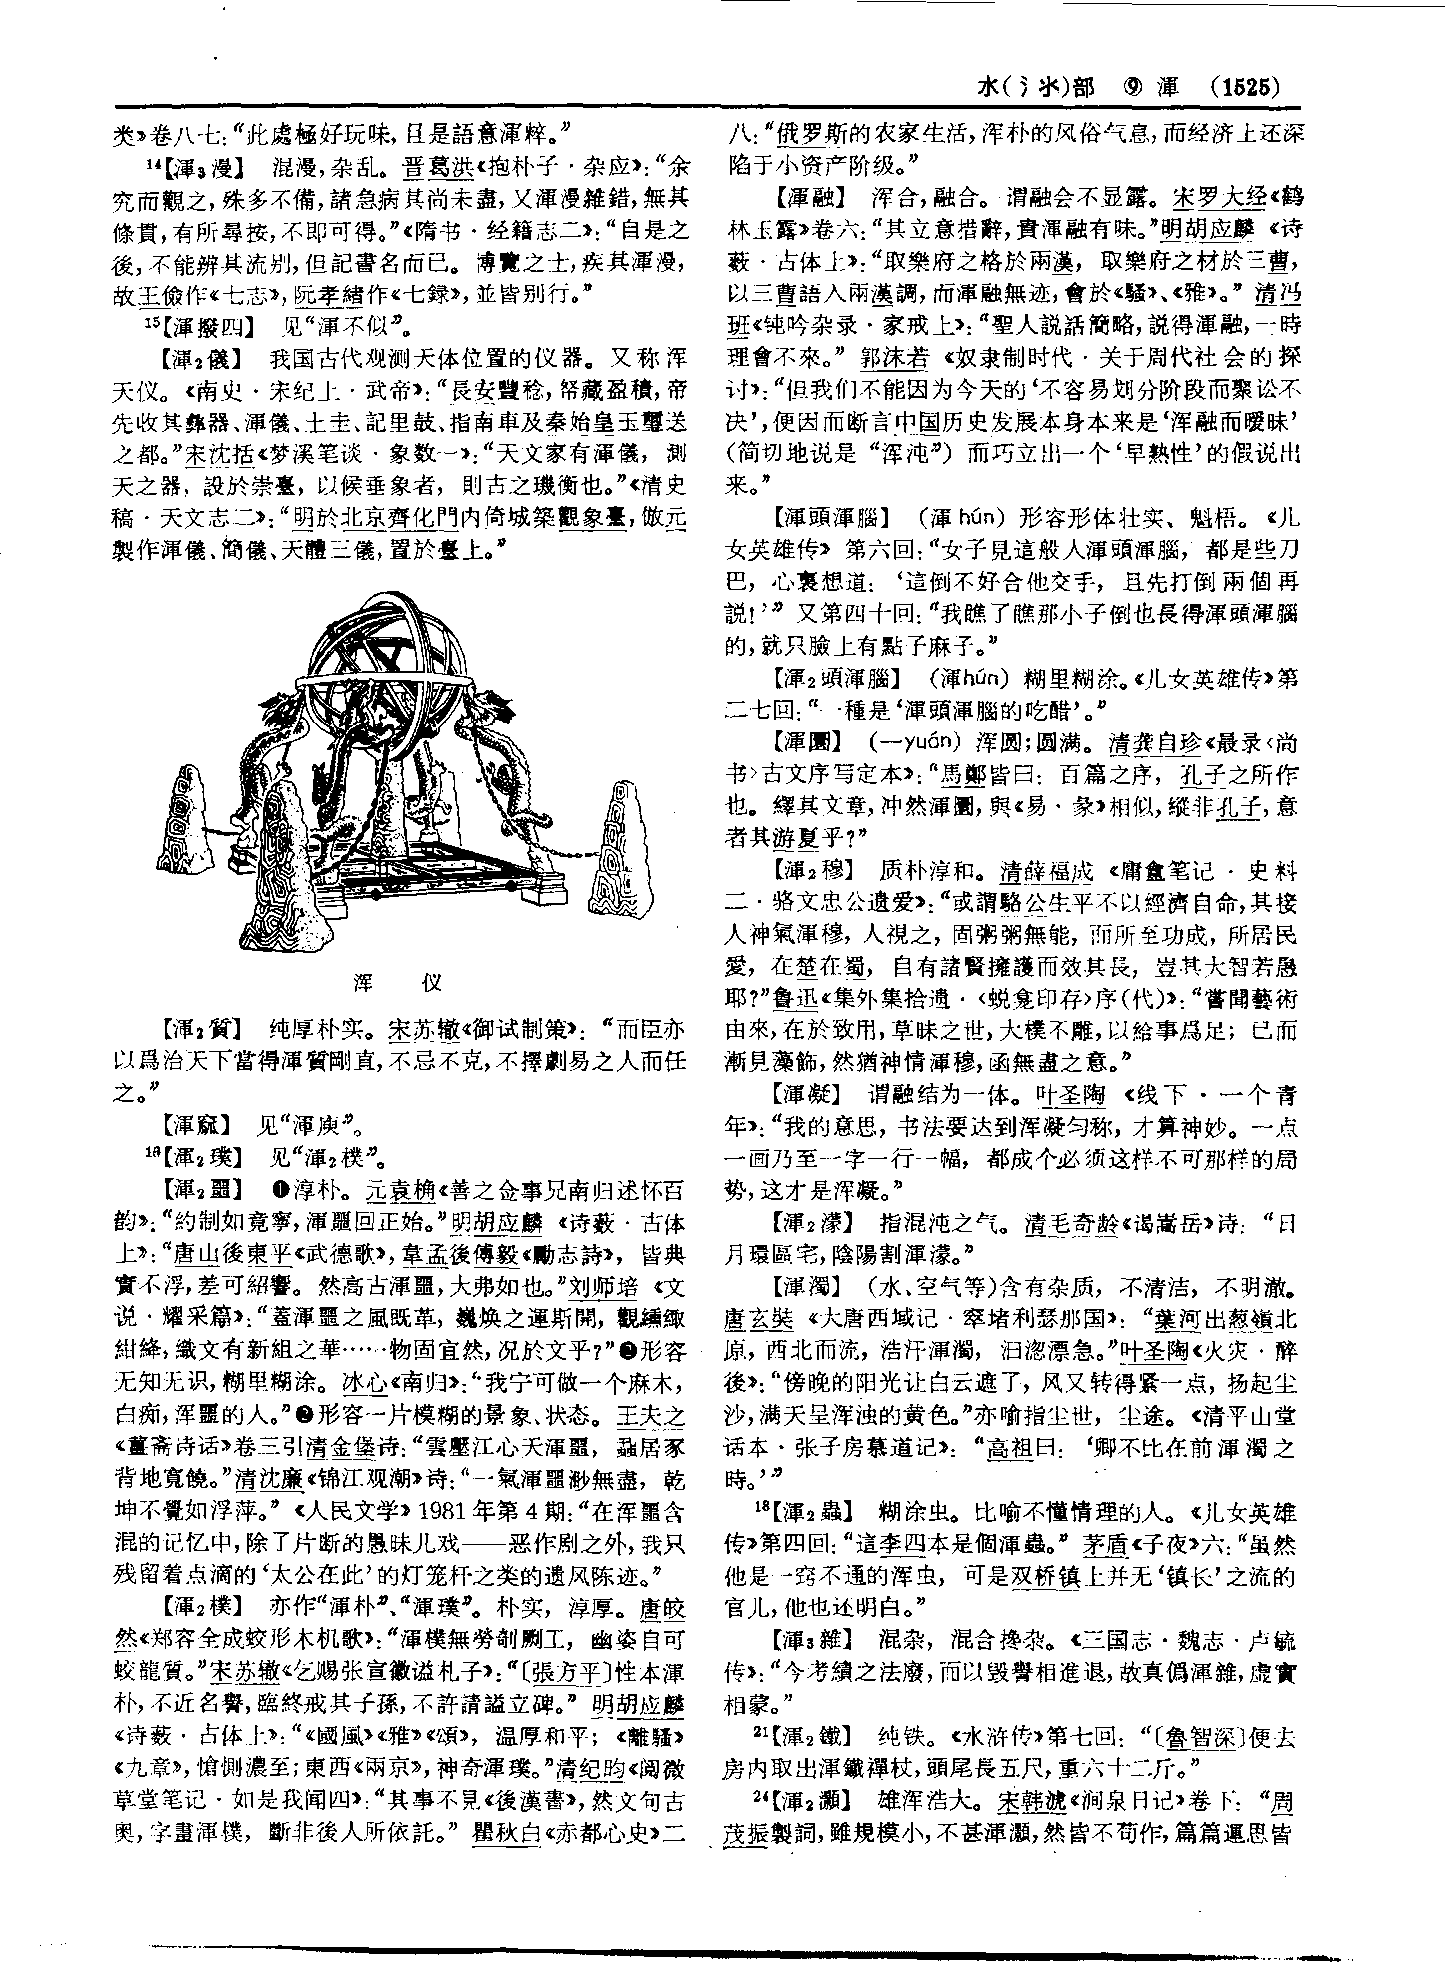 水(氵氺)部 ⑨ 渾 (1525)
类》卷八七：“此處極好玩味，且是語意渾粹。”
¹⁴【渾₃漫】 混漫，杂乱。晋葛洪《抱朴子·杂应》：“余
究而觀之，殊多不備，諸急病其尚未盡，又渾漫雜錯，無其
條貫，有所尋按，不即可得。”《隋书·经籍志二》：“自是之
後，不能辨其流别，但記書名而已。博覽之士，疾其渾漫，
故王儉作《七志》，阮孝緒作《七録》，並皆别行。”
¹⁵【渾撥四】 见“渾不似”。
【渾₂儀】 我国古代观测天体位置的仪器。又称浑
天仪。《南史·宋纪上·武帝》：“長安豐稔，帑藏盈積，帝
先收其彝器、渾儀、土圭、記里鼓、指南車及秦始皇玉璽送
之都。”宋沈括《梦溪笔谈·象数一》：“天文家有渾儀，測
天之器，設於崇臺，以候垂象者，則古之璣衡也。”《清史
稿·天文志二》：“明於北京齊化門内倚城築觀象臺，倣元
製作渾儀、簡儀、天體三儀，置於臺上。”
浑 仪
【渾₂質】 纯厚朴实。宋苏辙《御试制策》：“而臣亦
以爲治天下當得渾質剛直，不忌不克，不擇劇易之人而任
之。”
【渾窳】 见“渾庾”。
¹⁶【渾₂璞】 见“渾₂樸”。
【渾₂噩】 ❶淳朴。元袁桷《善之佥事兄南归述怀百
韵》：“約制如竟寧，渾噩回正始。”明胡应麟《诗薮·古体
上》：“唐山後東平《武德歌》，韋孟後傅毅《勵志詩》，皆典
實不浮，差可紹響。然高古渾噩，大弗如也。”刘师培《文
说·耀采篇》：“蓋渾噩之風既革，巍焕之運斯開，觀纁緅
紺絳，織文有新組之華……物固宜然，况於文乎？”❷形容
无知无识，糊里糊涂。冰心《南归》：“我宁可做一个麻木，
白痴，浑噩的人。”❸形容一片模糊的景象、状态。王夫之
《薑斋诗话》卷三引清金堡诗：“雲壓江心天渾噩，蝨居豕
背地寬饒。”清沈廉《锦江观潮》诗：“一氣渾噩渺無盡，乾
坤不覺如浮萍。”《人民文学》1981年第4期：“在浑噩含
混的记忆中，除了片断的愚昧儿戏——恶作剧之外，我只
残留着点滴的‘太公在此’的灯笼杆之类的遗风陈迹。”
【渾₂樸】 亦作“渾朴”、“渾璞”。朴实，淳厚。唐皎
然《郑容全成蛟形木机歌》：“渾樸無勞剞劂工，幽姿自可
蛟龍質。”宋苏辙《乞赐张宣徽谥札子》：“〔張方平〕性本渾
朴，不近名譽，臨終戒其子孫，不許請謚立碑。”明胡应麟
《诗薮·古体上》：“《國風》《雅》《頌》，温厚和平；《離騷》
《九章》，愴惻濃至；東西《兩京》，神奇渾璞。”清纪昀《阅微
草堂笔记·如是我闻四》：“其事不見《後漢書》，然文句古
奥，字畫渾樸，斷非後人所依託。”瞿秋白《赤都心史》二
八：“俄罗斯的农家生活，浑朴的风俗气息，而经济上还深
陷于小资产阶级。”
【渾融】 浑合，融合。谓融会不显露。宋罗大经《鹤
林玉露》卷六：“其立意措辭，貴渾融有味。”明胡应麟《诗
薮·古体上》：“取樂府之格於兩漢，取樂府之材於三曹，
以三曹語入兩漢調，而渾融無迹，會於《騷》、《雅》。”清冯
班《钝吟杂录·家戒上》：“聖人説話簡略，説得渾融，一時
理會不來。”郭沫若《奴隶制时代·关于周代社会的探
讨》：“但我们不能因为今天的‘不容易划分阶段而聚讼不
决’，便因而断言中国历史发展本身本来是‘浑融而暧昧’
（简切地说是“浑沌”）而巧立出一个‘早熟性’的假说出
来。”
【渾頭渾腦】 （渾hún）形容形体壮实、魁梧。《儿
女英雄传》第六回：“女子見這般人渾頭渾腦，都是些刀
巴，心裏想道：‘這倒不好合他交手，且先打倒兩個再
説！’”又第四十回：“我瞧了瞧那小子倒也長得渾頭渾腦
的，就只臉上有點子麻子。”
【渾₂頭渾腦】 （渾hún）糊里糊涂。《儿女英雄传》第
二七回：“一種是‘渾頭渾腦的吃醋’。”
【渾圜】 （—yuán）浑圆；圆满。清龚自珍《最录〈尚
书〉古文序写定本》：“馬鄭皆曰：百篇之序，孔子之所作
也。繹其文章，冲然渾圜，與《易·彖》相似，縱非孔子，意
者其游夏乎？”
【渾₂穆】 质朴淳和。清薛福成《庸盦笔记·史料
二·骆文忠公遗爱》：“或謂駱公生平不以經濟自命，其接
人神氣渾穆，人視之，固粥粥無能，而所至功成，所居民
愛，在楚在蜀，自有諸賢擁護而效其長，豈其大智若愚
耶？”鲁迅《集外集拾遗·〈蜕龛印存〉序（代）》：“嘗聞藝術
由來，在於致用，草昧之世，大樸不雕，以給事爲足；已而
漸見藻飾，然猶神情渾穆，函無盡之意。”
【渾凝】 谓融结为一体。叶圣陶《线下·一个青
年》：“我的意思，书法要达到浑凝匀称，才算神妙。一点
一画乃至一字一行一幅，都成个必须这样不可那样的局
势，这才是浑凝。”
【渾₂濛】 指混沌之气。清毛奇龄《谒嵩岳》诗：“日
月環區宅，陰陽割渾濛。”
【渾濁】 （水、空气等）含有杂质，不清洁，不明澈。
唐玄奘《大唐西域记·窣堵利瑟那国》：“葉河出葱嶺北
原，西北而流，浩汗渾濁，汩淴漂急。”叶圣陶《火灾·醉
後》：“傍晚的阳光让白云遮了，风又转得紧一点，扬起尘
沙，满天呈浑浊的黄色。”亦喻指尘世，尘途。《清平山堂
话本·张子房慕道记》：“高祖曰：‘卿不比在前渾濁之
時。’”
¹⁸【渾₂蟲】 糊涂虫。比喻不懂情理的人。《儿女英雄
传》第四回：“這李四本是個渾蟲。”茅盾《子夜》六：“虽然
他是一窍不通的浑虫，可是双桥镇上并无‘镇长’之流的
官儿，他也还明白。”
【渾₃雜】 混杂，混合搀杂。《三国志·魏志·卢毓
传》：“今考績之法廢，而以毁譽相進退，故真僞渾雜，虚實
相蒙。”
²¹【渾₂鐵】 纯铁。《水浒传》第七回：“〔魯智深〕便去
房内取出渾鐵禪杖，頭尾長五尺，重六十二斤。”
²⁴【渾₂灝】 雄浑浩大。宋韩淲《涧泉日记》卷下：“周
茂振製詞，雖規模小，不甚渾灝，然皆不苟作，篇篇運思皆